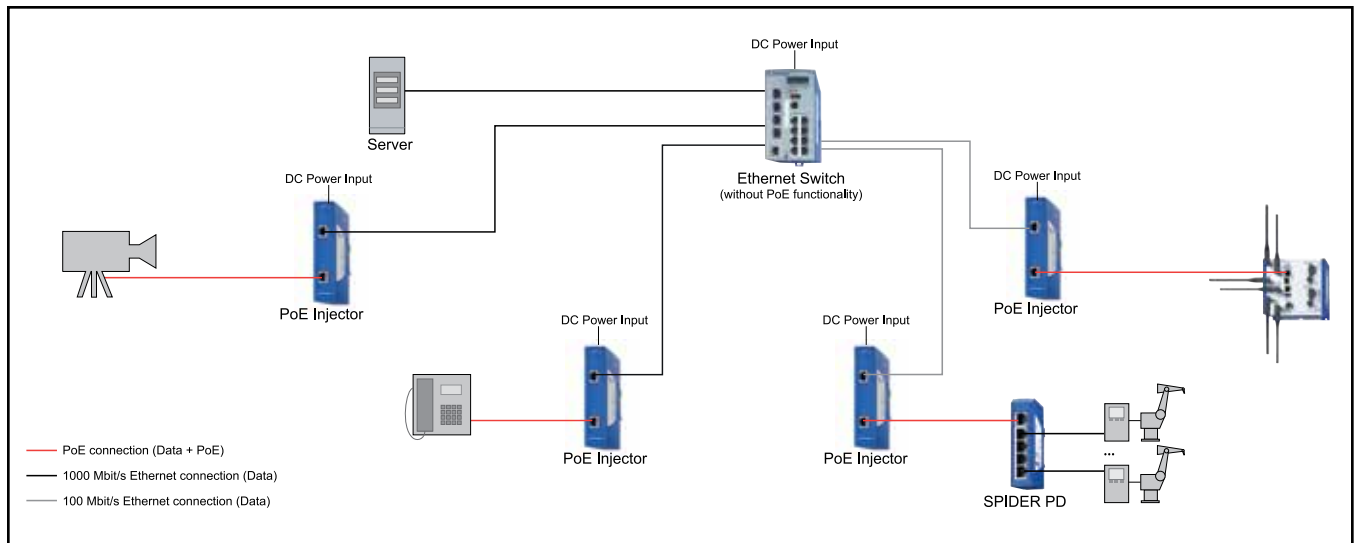 DC Power Input
Server
Ethernet Switch
(without PoE functionality)
DC Power Input
PoE Injector
DC Power Input
PoE Injector
DC Power Input
PoE Injector
DC Power Input
PoE Injector
...
SPIDER PD
PoE connection (Data + PoE)
1000 Mbit/s Ethernet connection (Data)
100 Mbit/s Ethernet connection (Data)